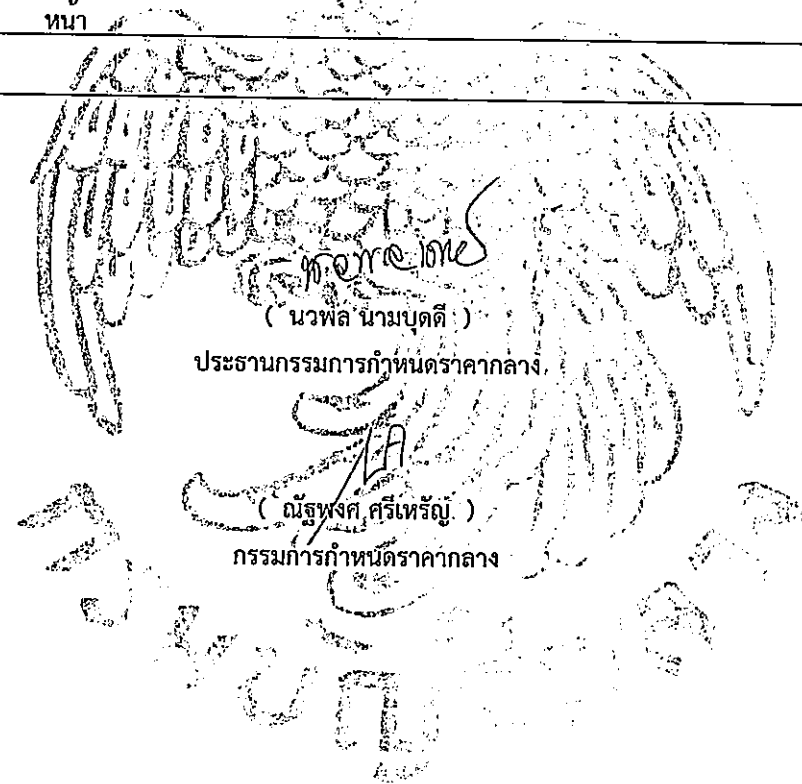 หนา
( นวพล นามบุดดี )
ประธานกรรมการกำหนดราคากลาง
( ณัฐพงศ์ ศรีเหรัญ )
กรรมการกำหนดราคากลาง